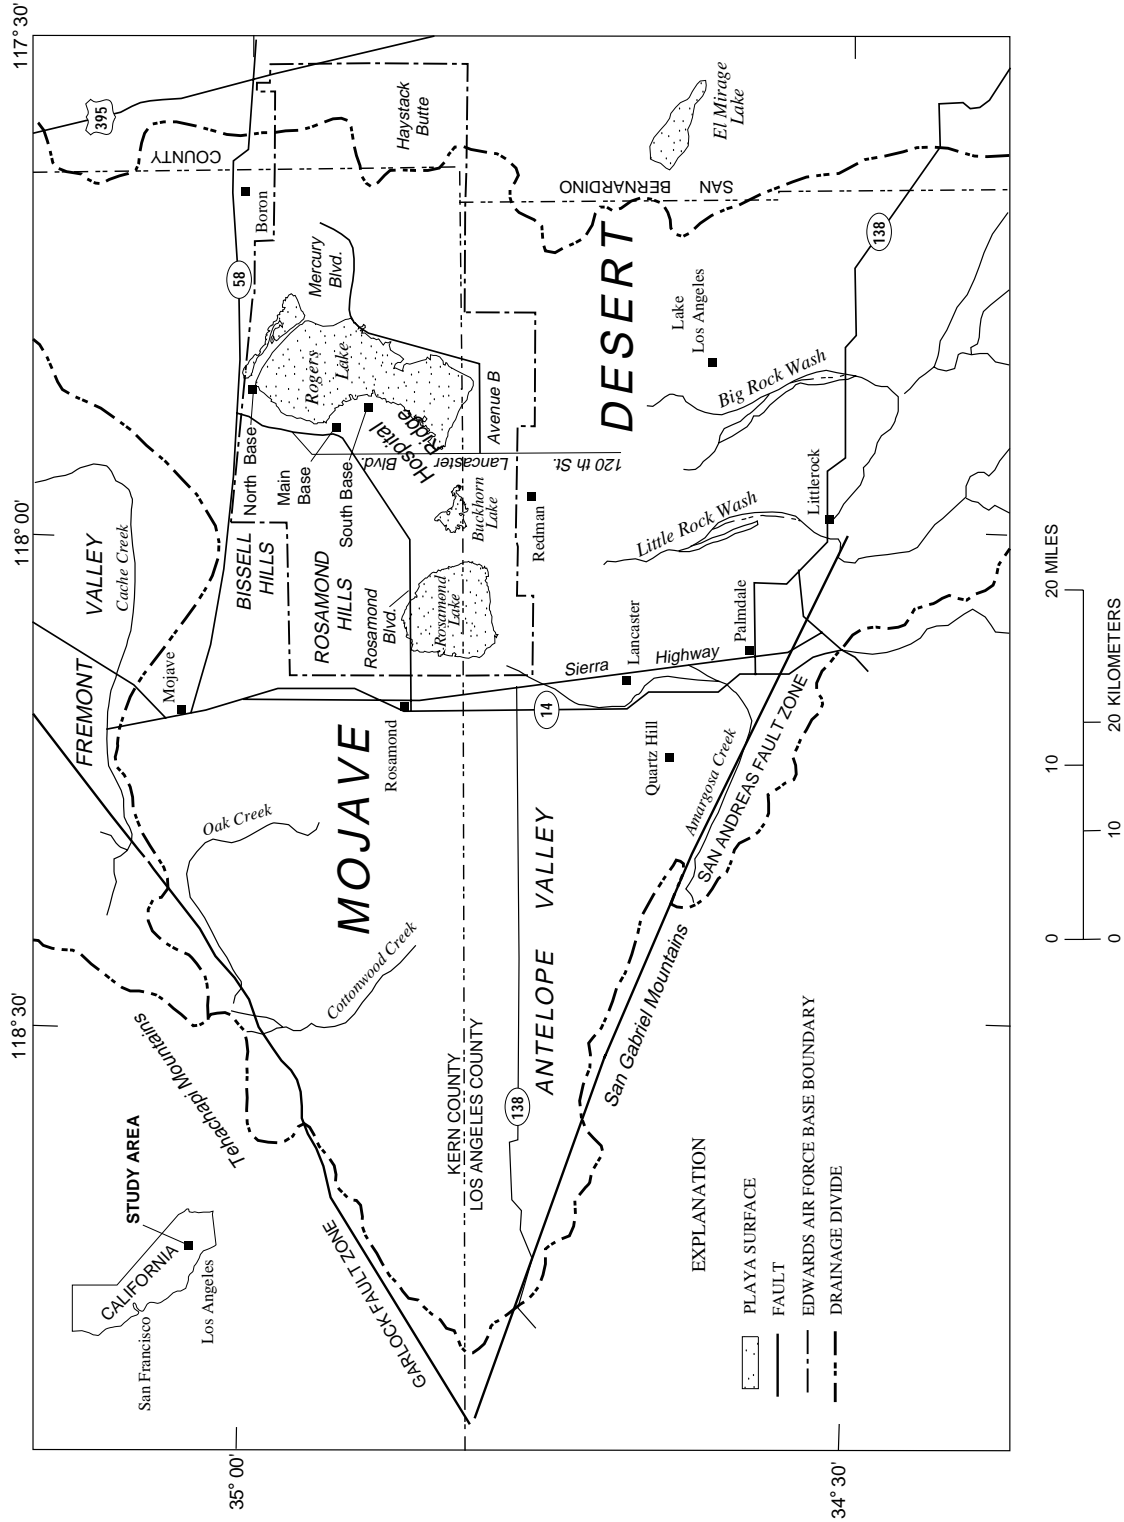 118° 30'
118° 00'
117° 30'
35° 00'
34° 30'
CALIFORNIA
San Francisco
Los Angeles
STUDY AREA
Tehachapi Mountains
GARLOCK FAULT ZONE
Cottonwood Creek
Oak Creek
FREMONT
VALLEY
Cache Creek
Mojave
BISSELL
HILLS
ROSAMOND
HILLS
Rosamond
Blvd.
Rosamond
Lake
Rosamond
MOJAVE
DESERT
58
395
COUNTY
Boron
North Base
Main
Base
South Base
Rogers
Lake
Mercury
Blvd.
Haystack
Butte
Hospital
Ridge
Lancaster
Blvd.
120 th St.
Avenue B
Buckhorn
Lake
Redman
KERN COUNTY
LOS ANGELES COUNTY
138
ANTELOPE
VALLEY
14
Sierra
Highway
Lancaster
Quartz Hill
Palmdale
Amargosa Creek
SAN ANDREAS FAULT ZONE
San Gabriel Mountains
Little Rock Wash
Littlerock
Big Rock Wash
Lake
Los Angeles
SAN
BERNARDINO
El Mirage
Lake
138
EXPLANATION
PLAYA SURFACE
FAULT
EDWARDS AIR FORCE BASE BOUNDARY
DRAINAGE DIVIDE
0
10
20 MILES
0
10
20 KILOMETERS